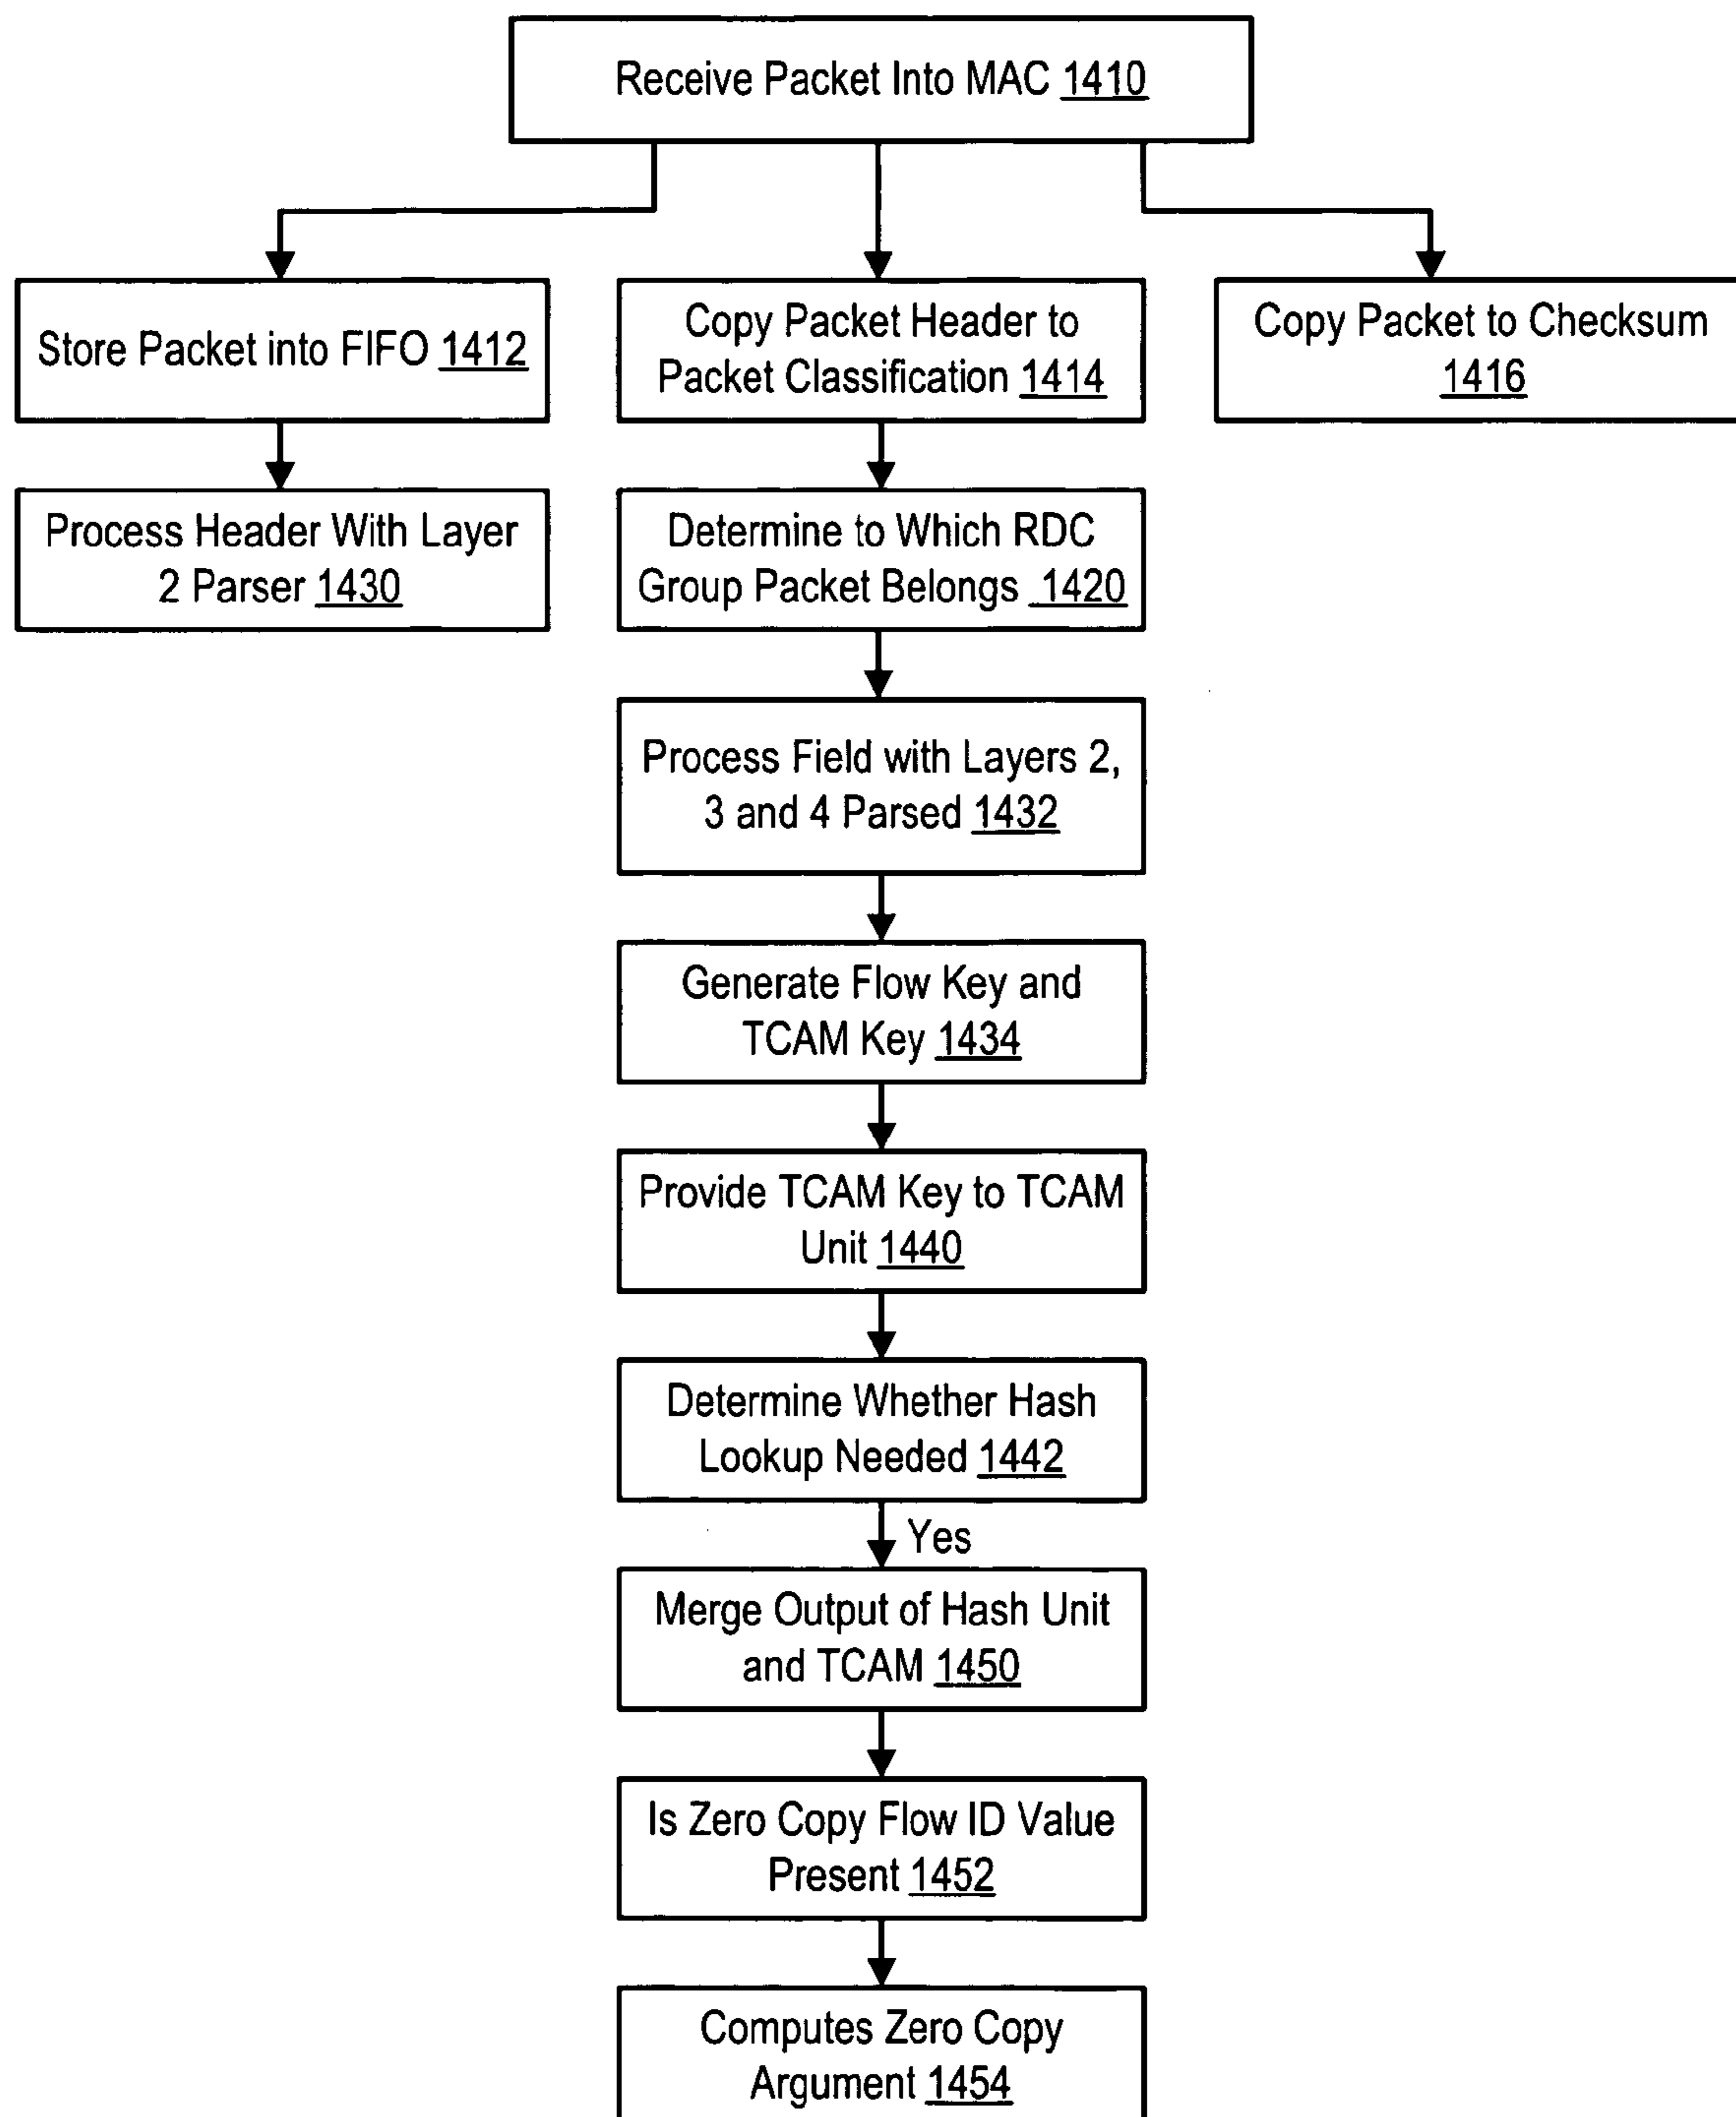 Receive Packet Into MAC 1410
Store Packet into FIFO 1412
Copy Packet Header to
Packet Classification 1414
Copy Packet to Checksum
1416
Process Header With Layer
2 Parser 1430
Determine to Which RDC
Group Packet Belongs 1420
Process Field with Layers 2,
3 and 4 Parsed 1432
Generate Flow Key and
TCAM Key 1434
Provide TCAM Key to TCAM
Unit 1440
Determine Whether Hash
Lookup Needed 1442
Yes
Merge Output of Hash Unit
and TCAM 1450
Is Zero Copy Flow ID Value
Present 1452
Computes Zero Copy
Argument 1454